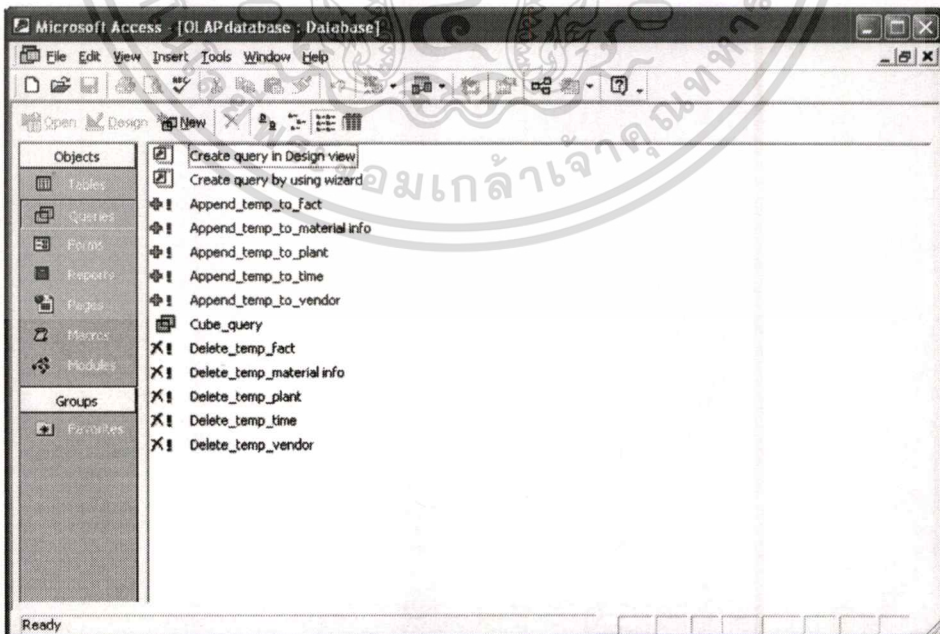 Microsoft Access - [OLAPdatabase : Database]
File Edit View Insert Tools Window Help
Open Design New
Objects
Tables
Queries
Forms
Reports
Pages
Macros
Modules
Groups
Favorites
Create query in Design view
Create query by using wizard
Append_temp_to_fact
Append_temp_to_material info
Append_temp_to_plant
Append_temp_to_time
Append_temp_to_vendor
Cube_query
Delete_temp_fact
Delete_temp_material info
Delete_temp_plant
Delete_temp_time
Delete_temp_vendor
Ready